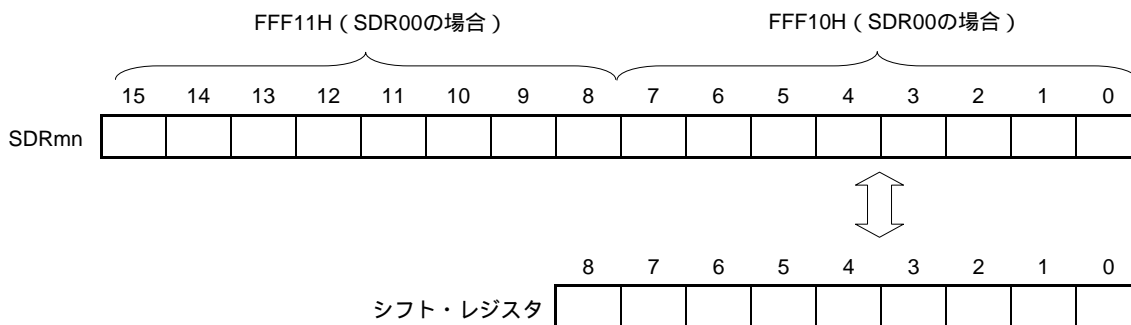 FFF11H（SDR00の場合） FFF10H（SDR00の場合）
15 14 13 12 11 10 9 8 7 6 5 4 3 2 1 0
SDRmn
8 7 6 5 4 3 2 1 0
シフト・レジスタ